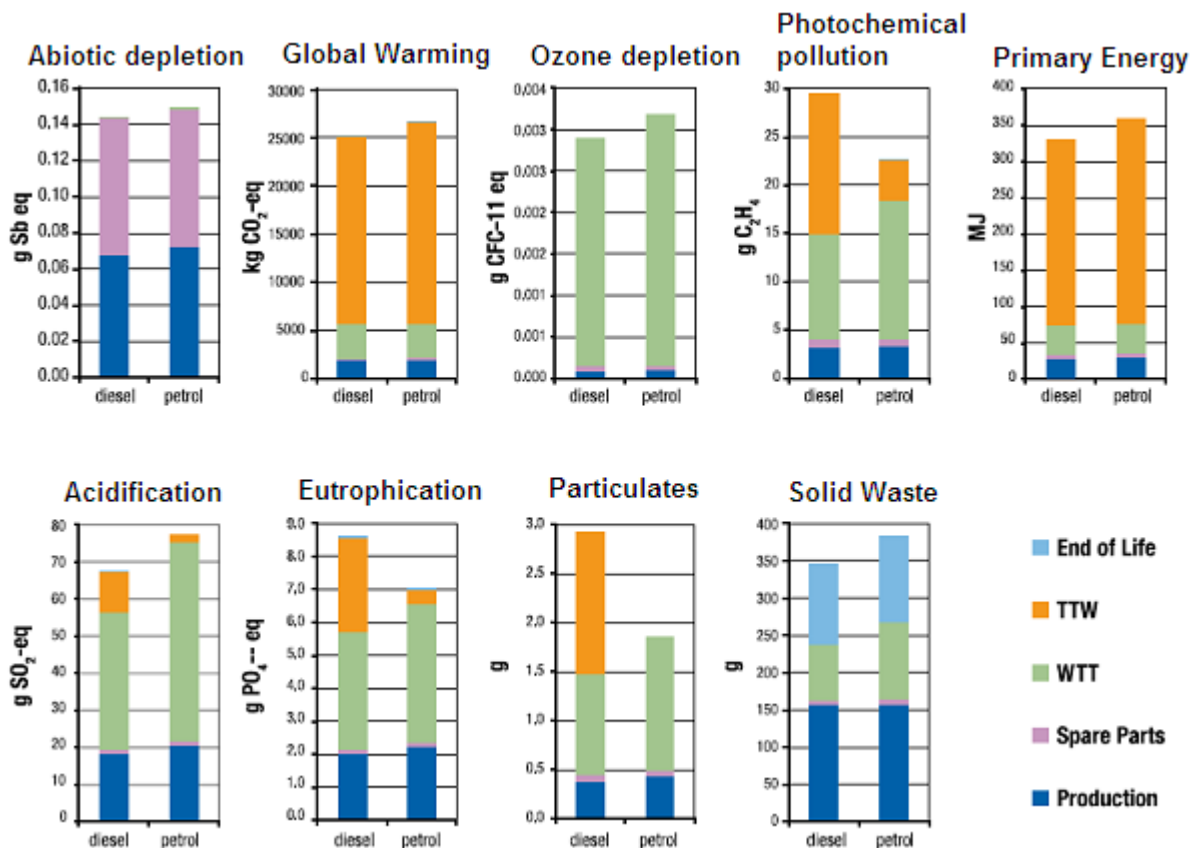 Abiotic depletion
g Sb eq
0.16
0.14
0.12
0.10
0.08
0.06
0.04
0.02
0.00
diesel petrol
Global Warming
kg CO₂-eq
30000
25000
20000
15000
10000
5000
0
diesel petrol
Ozone depletion
g CFC-11 eq
0,004
0.003
0.003
0.002
0.002
0.001
0.001
0.000
diesel petrol
Photochemical
pollution
g C₂H₄
30
25
20
15
10
5
0
diesel petrol
Primary Energy
MJ
400
350
300
250
200
150
100
50
0
diesel petrol
Acidification
g SO₂-eq
80
70
60
50
40
30
20
10
0
diesel petrol
Eutrophication
g PO₄-- eq
9.0
8.0
7.0
6.0
5.0
4.0
3.0
2.0
1.0
0.0
diesel petrol
Particulates
g
3,0
2,5
2,0
1,5
1,0
0,5
0,0
diesel petrol
Solid Waste
g
400
350
300
250
200
150
100
50
0
diesel petrol
End of Life
TTW
WTT
Spare Parts
Production